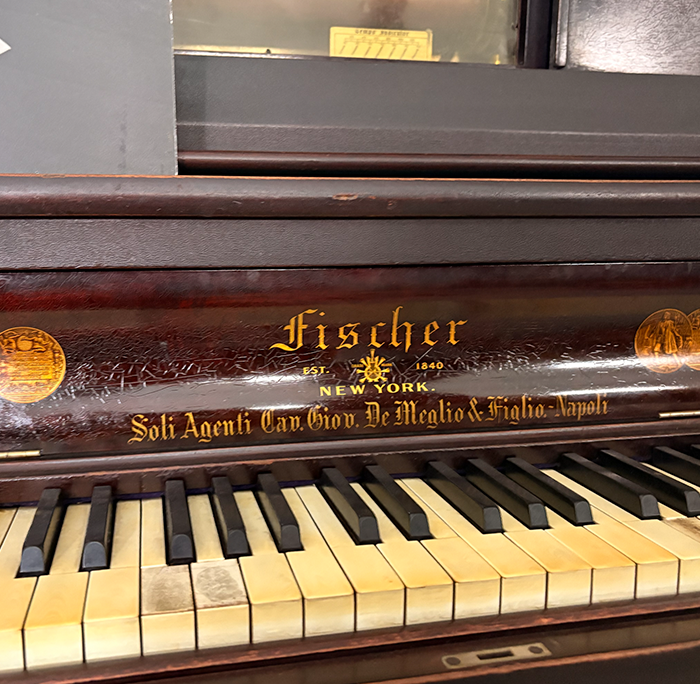 Fischer
EST. 1840
NEW YORK.
Soli Agenti Cav. Giov. De Meglio & Figlio.-Napoli